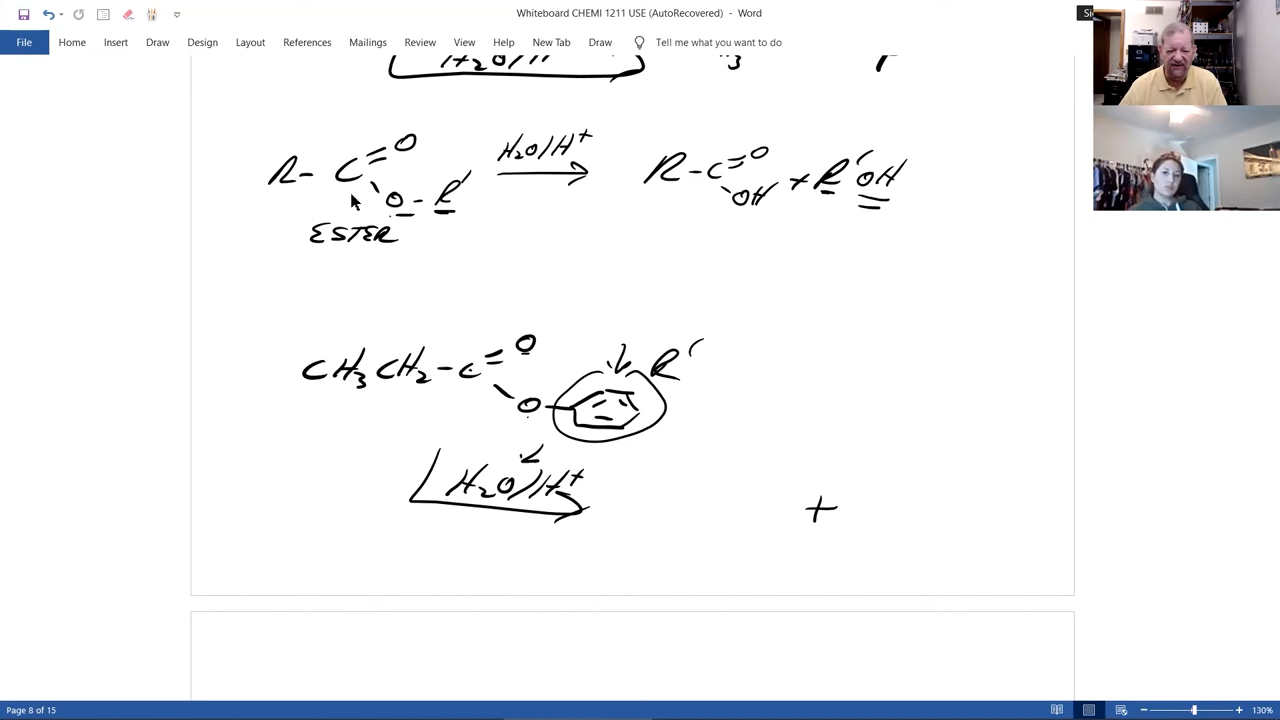 Whiteboard CHEMI 1211 USE (AutoRecovered) - Word
File Home Insert Draw Design Layout References Mailings Review View Help New Tab Draw Tell me what you want to do
R-C=O O-R' H2O/H+ R-C=O OH + R'OH
ESTER
CH3CH2-C=O O R'
H2O/H+
+
Page 8 of 15 130%